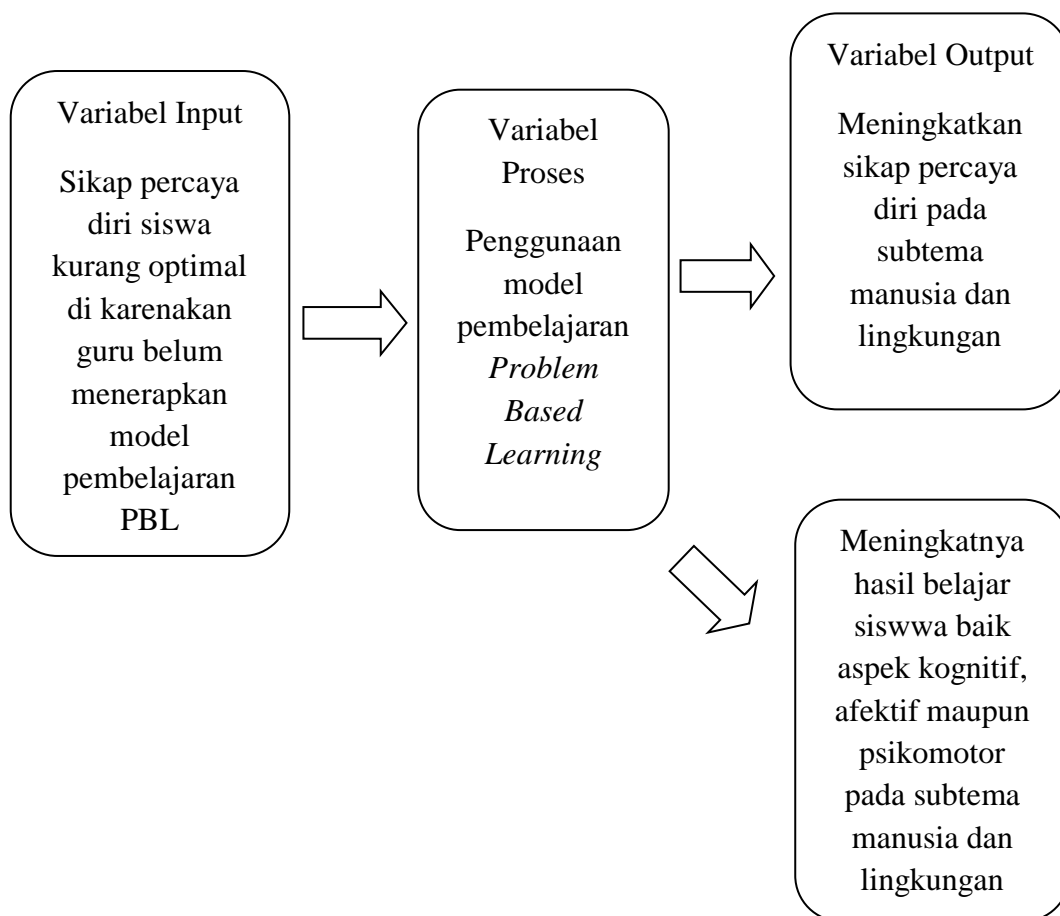 Variabel Input
Sikap percaya
diri siswa
kurang optimal
di karenakan
guru belum
menerapkan
model
pembelajaran
PBL
Variabel
Proses
Penggunaan
model
pembelajaran
Problem
Based
Learning
Variabel Output
Meningkatkan
sikap percaya
diri pada
subtema
manusia dan
lingkungan
Meningkatnya
hasil belajar
siswwa baik
aspek kognitif,
afektif maupun
psikomotor
pada subtema
manusia dan
lingkungan